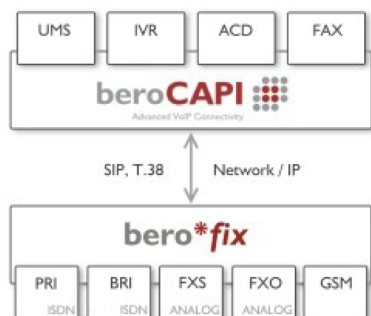 UMS IVR ACD FAX
beroCAPI
Advanced VoIP Connectivity
SIP, T.38 Network / IP
bero*fix
PRI BRI FXS FXO GSM
ISDN ISDN ANALOG ANALOG